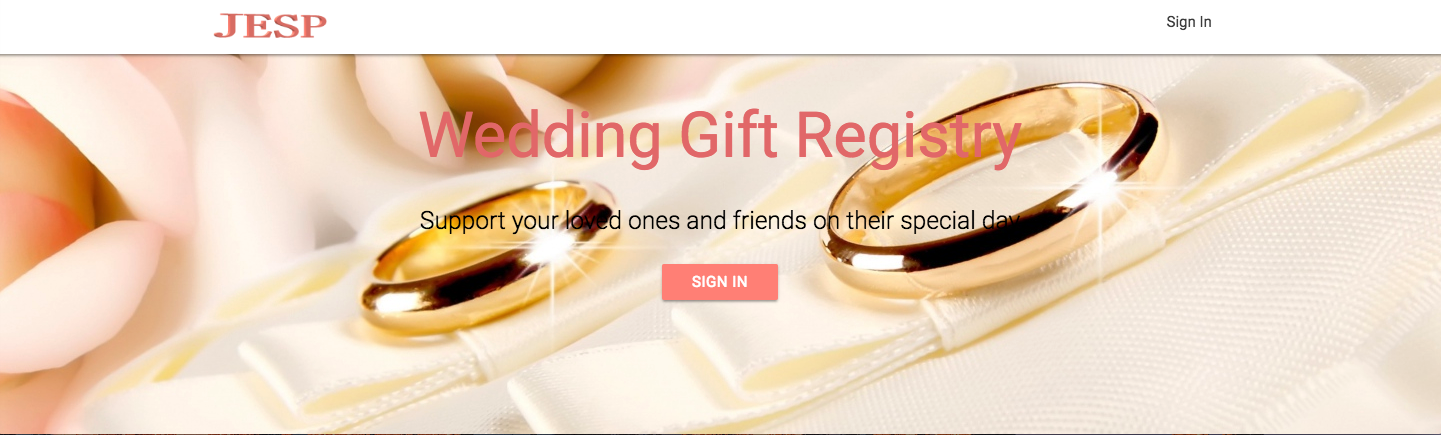 JESP
Sign In
Wedding Gift Registry
Support your loved ones and friends on their special day
SIGN IN